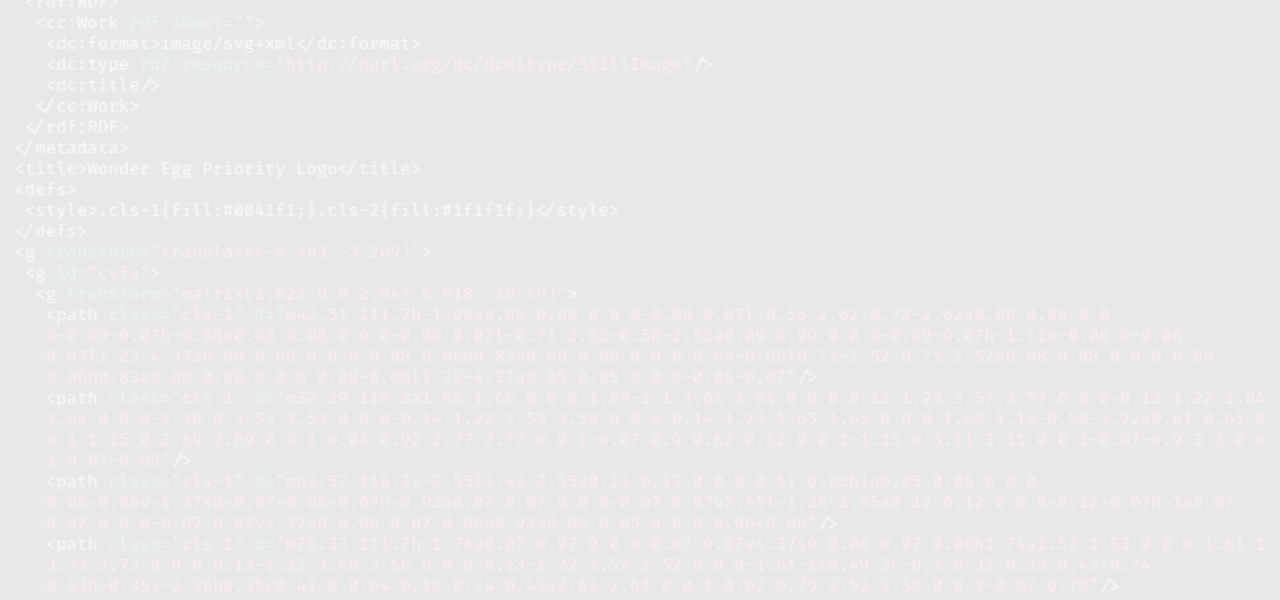 <rdf:RDF>
<cc:Work rdf:about="">
<dc:format>image/svg+xml</dc:format>
<dc:type rdf:resource="http://purl.org/dc/dcmitype/StillImage"/>
<dc:title/>
</cc:Work>
</rdf:RDF>
</metadata>
<title>Wonder Egg Priority Logo</title>
<defs>
<style>.cls-1{fill:#0041f1;}.cls-2{fill:#1f1f1f;}</style>
</defs>
<g transform="translate(-4.403 -3.209)">
<g id="cvfa">
<g transform="matrix(2.023 0 0 2.047 6.918 -30.49)">
<path class="cls-1" d="m42.51 111.7h-1.08a0.08 0.08 0 0 0-0.08 0.07l-0.56 2.62-0.72-2.62a0.08 0.08 0 0
0-0.09-0.07h-0.68a0.08 0.08 0 0 0-0.08 0.07l-0.71 2.62-0.58-2.62a0.09 0.09 0 0 0-0.09-0.07h-1.11s-0.06 0-0.06
0.07l1.23 4.37a0.08 0.08 0 0 0 0.08 0.06h0.83a0.08 0.08 0 0 0 0.09-0.06l0.71-2.52 0.71 2.52a0.08 0.08 0 0 0 0.08
0.06h0.83a0.08 0.08 0 0 0 0.09-0.06l1.22-4.37a0.05 0.05 0 0 0-0.05-0.07"/>
<path class="cls-1" d="m52.39 116.3a1.66 1.66 0 0 0 1.69-1.1 3.64 3.64 0 0 0 0.13-1.23 3.57 3.57 0 0 0-0.13-1.22 1.84
1.84 0 0 0-3.38 0 3.53 3.53 0 0 0-0.14 1.22 3.59 3.59 0 0 0 0.14 1.23 1.65 1.65 0 0 0 1.69 1.1m-0.58-3.22a0.61 0.61 0
0 1 1.15 0 2.69 2.69 0 0 1 0.04 0.92 2.77 2.77 0 0 1-0.07 0.9 0.62 0.62 0 0 1-1.15 0 3.11 3.11 0 0 1-0.07-0.9 3 3 0 0
1 0.07-0.89"/>
<path class="cls-1" d="m63.57 116.2v-2.55l1.43 2.55a0.13 0.13 0 0 0 0.11 0.06h1a0.05 0.05 0 0 0
0.06-0.06v-4.37s0-0.07-0.06-0.07h-0.93a0.07 0.07 0 0 0-0.07 0.07v2.55l-1.36-2.55a0.12 0.12 0 0 0-0.12-0.07h-1a0.07
0.07 0 0 0-0.07 0.07v4.37s0 0.06 0.07 0.06h0.93a0.05 0.05 0 0 0 0.06-0.06"/>
<path class="cls-1" d="m76.33 111.7h-1.74a0.07 0.07 0 0 0-0.07 0.07v4.37s0 0.06 0.07 0.06h1.74a1.53 1.53 0 0 0 1.61-1
3.73 3.73 0 0 0 0.13-1.23 3.66 3.66 0 0 0-0.13-1.22 1.52 1.52 0 0 0-1.61-1m0.49 3c-0.1 0.32-0.33 0.43-0.74
0.43h-0.35v-2.36h0.35c0.41 0 0.64 0.12 0.74 0.43a2.61 2.61 0 0 1 0.07 0.79 2.52 2.52 0 0 1-0.07 0.79"/>